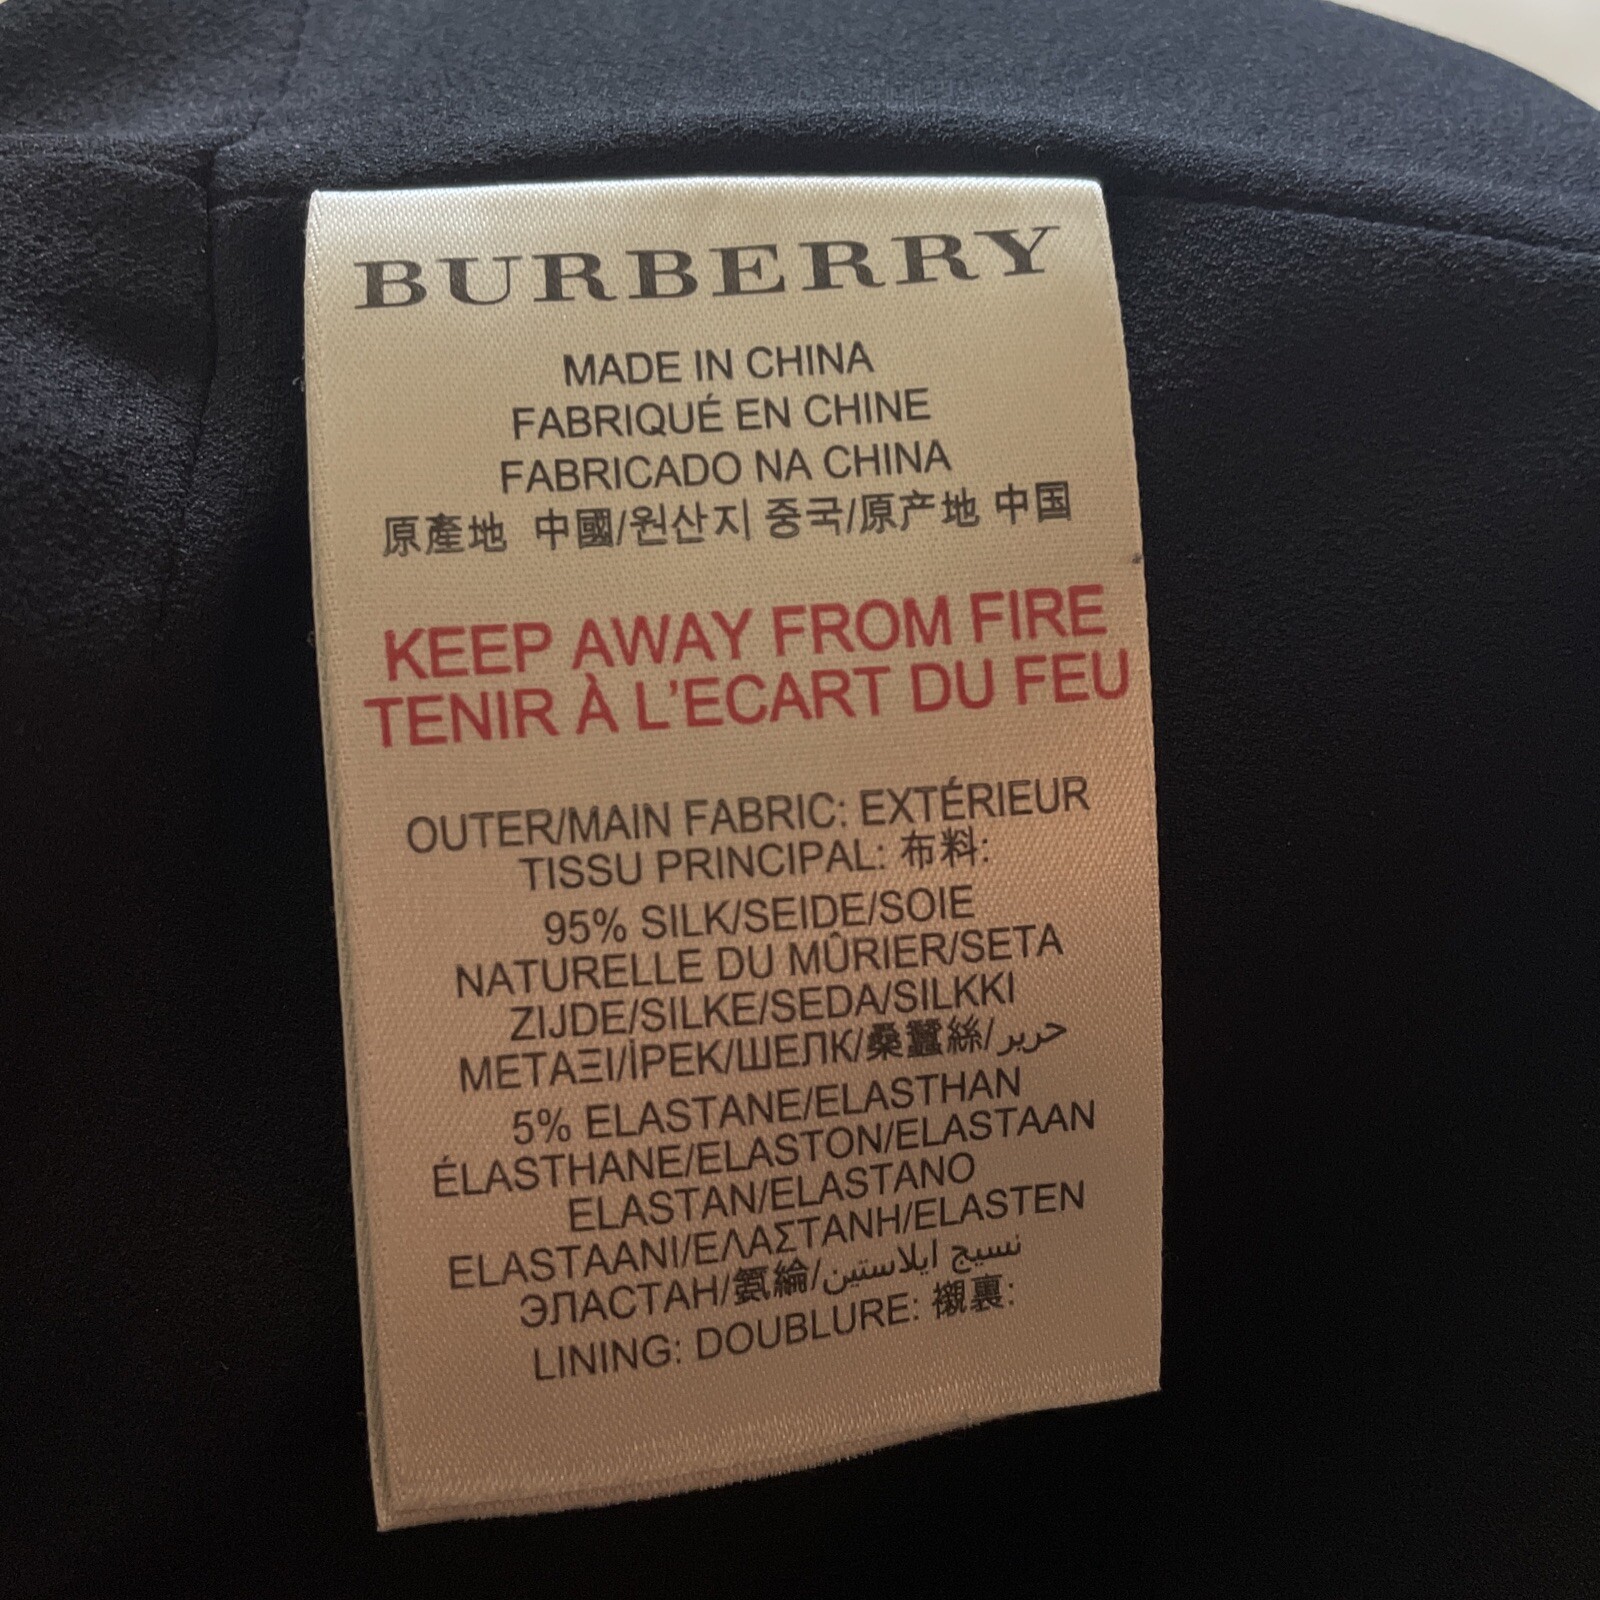 BURBERRY
MADE IN CHINA
FABRIQUÉ EN CHINE
FABRICADO NA CHINA
原產地 中國/원산지 중국/原产地 中国
KEEP AWAY FROM FIRE
TENIR À L'ECART DU FEU
OUTER/MAIN FABRIC: EXTÉRIEUR
TISSU PRINCIPAL: 布料:
95% SILK/SEIDE/SOIE
NATURELLE DU MÛRIER/SETA
ZIJDE/SILKE/SEDA/SILKKI
ΜΕΤΑΞΙ/İPEK/ШЕЛК/桑蠶絲/حرير
5% ELASTANE/ELASTHAN
ÉLASTHANE/ELASTON/ELASTAAN
ELASTAN/ELASTANO
ELASTAANI/ΕΛΑΣΤΑΝΗ/ELASTEN
ЭЛАСТАН/氨綸/نسيج ايلاستين
LINING: DOUBLURE: 襯裏: